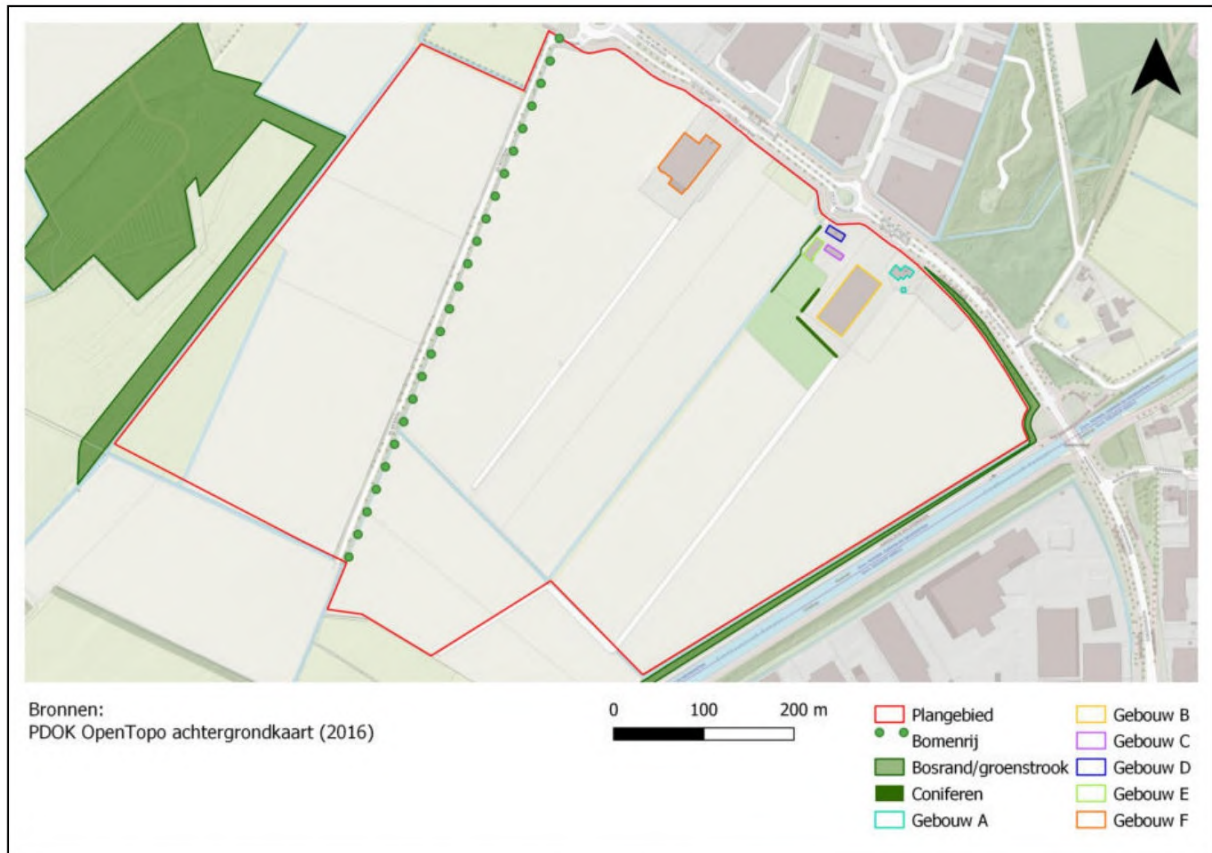 Bronnen:
PDOK OpenTopo achtergrondkaart (2016)
0 100 200 m
Plangebied
Bomenrij
Bosrand/groenstrook
Coniferen
Gebouw A
Gebouw B
Gebouw C
Gebouw D
Gebouw E
Gebouw F